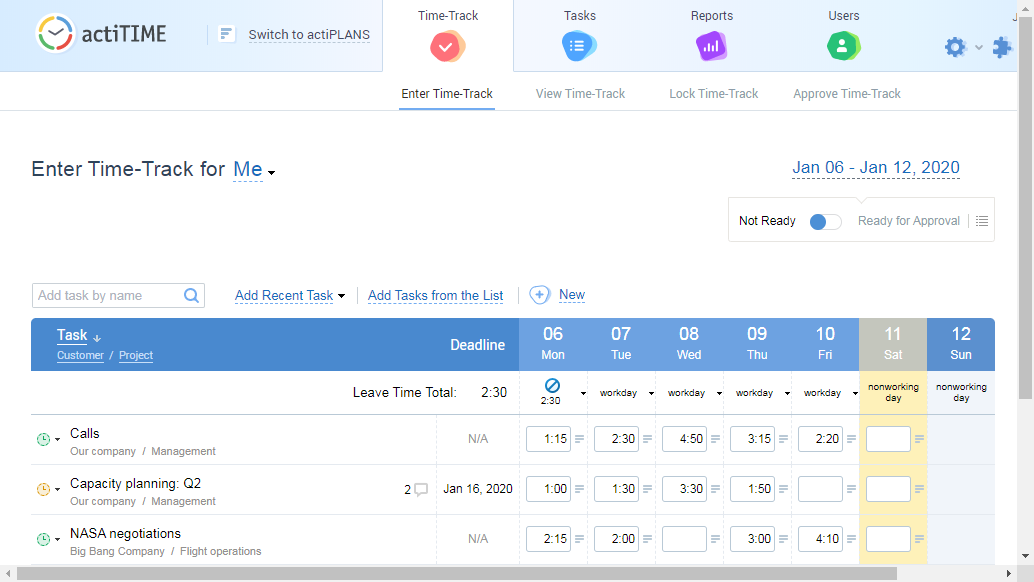 actiTIME
Switch to actiPLANS
Time-Track
Tasks
Reports
Users
Enter Time-Track
View Time-Track
Lock Time-Track
Approve Time-Track
Enter Time-Track for Me
Jan 06 - Jan 12, 2020
Not Ready
Ready for Approval
Add task by name
Add Recent Task
Add Tasks from the List
New
Task
Customer / Project
Deadline
06 07 08 09 10 11 12
Mon Tue Wed Thu Fri Sat Sun
Leave Time Total: 2:30
2:30
workday workday workday workday
nonworking day
nonworking day
Calls
Our company / Management
N/A
1:15 2:30 4:50 3:15 2:20
Capacity planning: Q2
Our company / Management
2
Jan 16, 2020
1:00 1:30 3:30 1:50
NASA negotiations
Big Bang Company / Flight operations
N/A
2:15 2:00 3:00 4:10